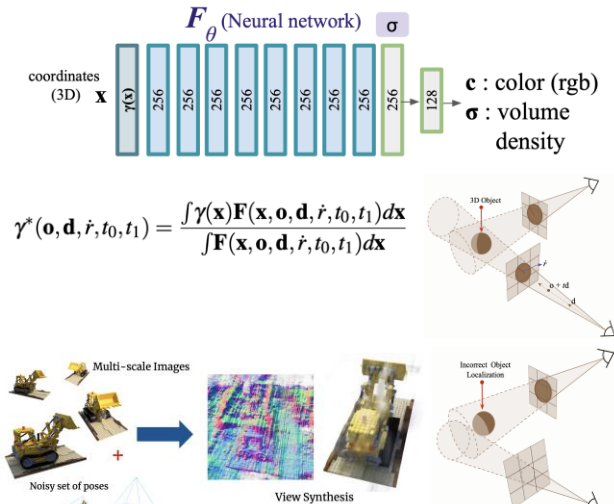 F_θ (Neural network)
σ
coordinates
(3D)
x
γ(x)
256
256
256
256
256
256
256
256
256
128
c : color (rgb)
σ : volume
density
γ*(o, d, ṙ, t₀, t₁) = ∫γ(x)F(x, o, d, ṙ, t₀, t₁)dx / ∫F(x, o, d, ṙ, t₀, t₁)dx
3D Object
ṙ
o + td
d
Multi-scale Images
+
Noisy set of poses
View Synthesis
Incorrect Object
Localization